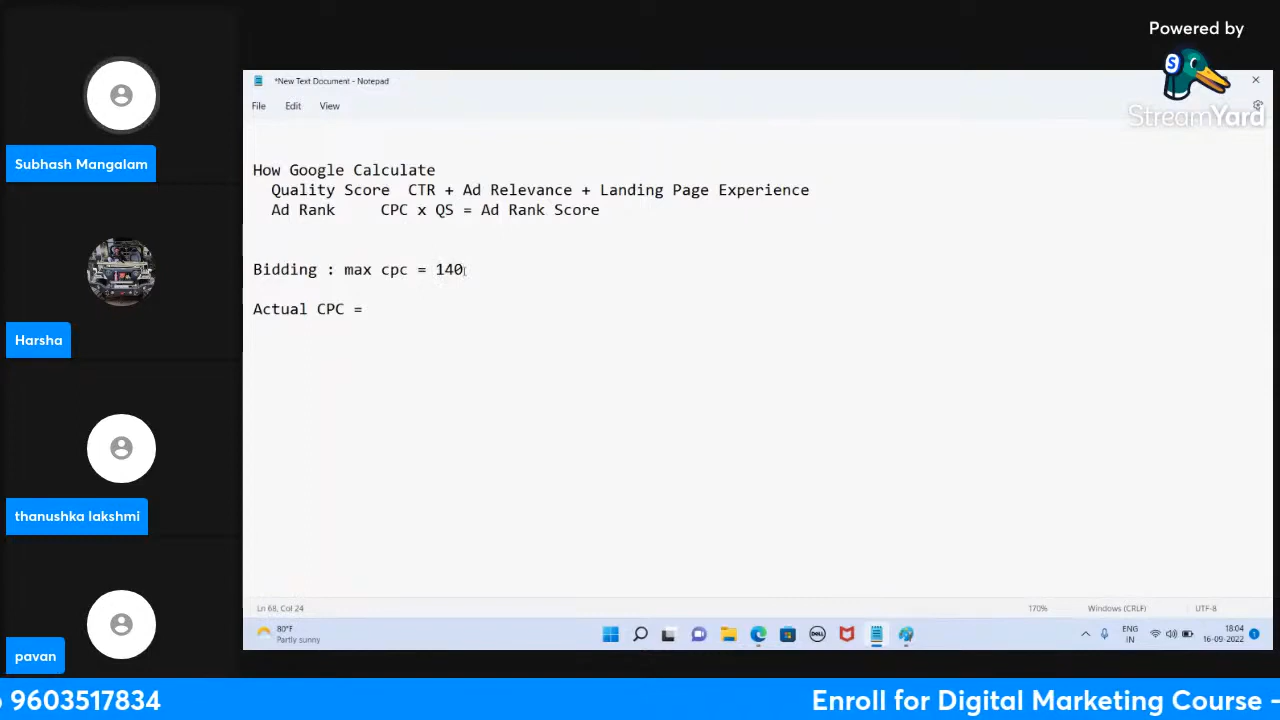 Powered by
StreamYard
Subhash Mangalam
Harsha
thanushka lakshmi
pavan
*New Text Document - Notepad
File Edit View
How Google Calculate
Quality Score CTR + Ad Relevance + Landing Page Experience
Ad Rank CPC x QS = Ad Rank Score
Bidding : max cpc = 140
Actual CPC =
Ln 68, Col 24
170%
Windows (CRLF)
UTF-8
80°F
Partly sunny
DELL
ENG
IN
18:04
16-09-2022
1
9603517834
Enroll for Digital Marketing Course -